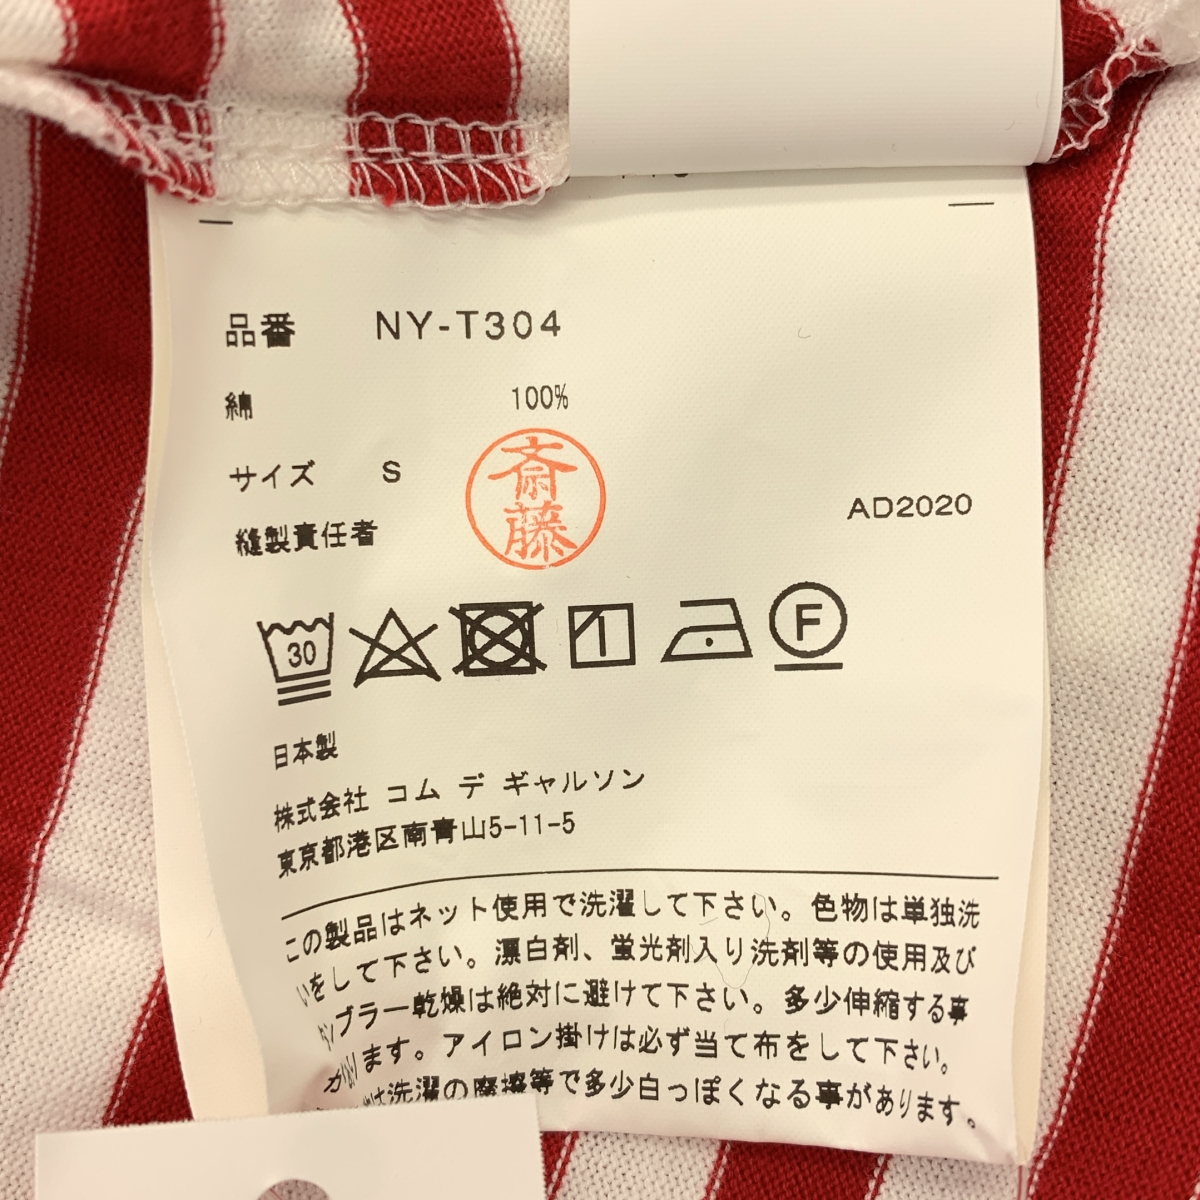 品番 NY-T304
綿 100%
サイズ S
斎藤
縫製責任者
AD2020
30
F
日本製
株式会社 コム デ ギャルソン
東京都港区南青山5-11-5
この製品はネット使用で洗濯して下さい。色物は単独洗
いをして下さい。漂白剤、蛍光剤入り洗剤等の使用及び
タンブラー乾燥は絶対に避けて下さい。多少伸縮する事
があります。アイロン掛けは必ず当て布をして下さい。
は洗濯の摩擦等で多少白っぽくなる事があります。